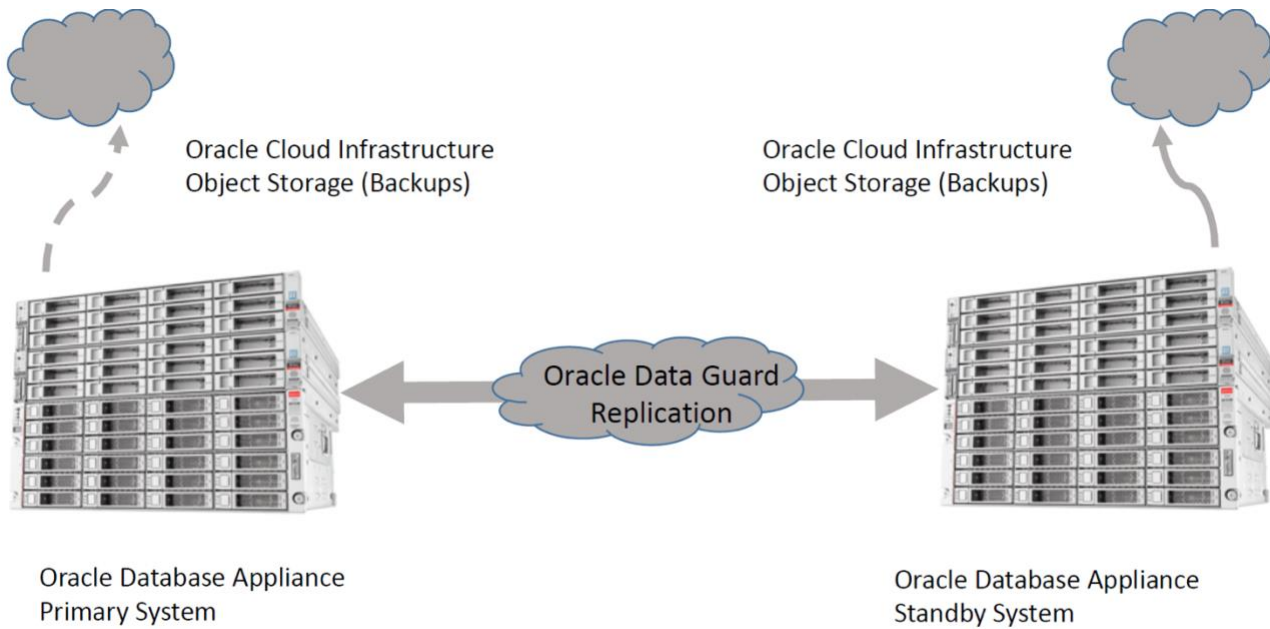 Oracle Cloud Infrastructure
Object Storage (Backups)
Oracle Cloud Infrastructure
Object Storage (Backups)
Oracle Data Guard
Replication
Oracle Database Appliance
Primary System
Oracle Database Appliance
Standby System